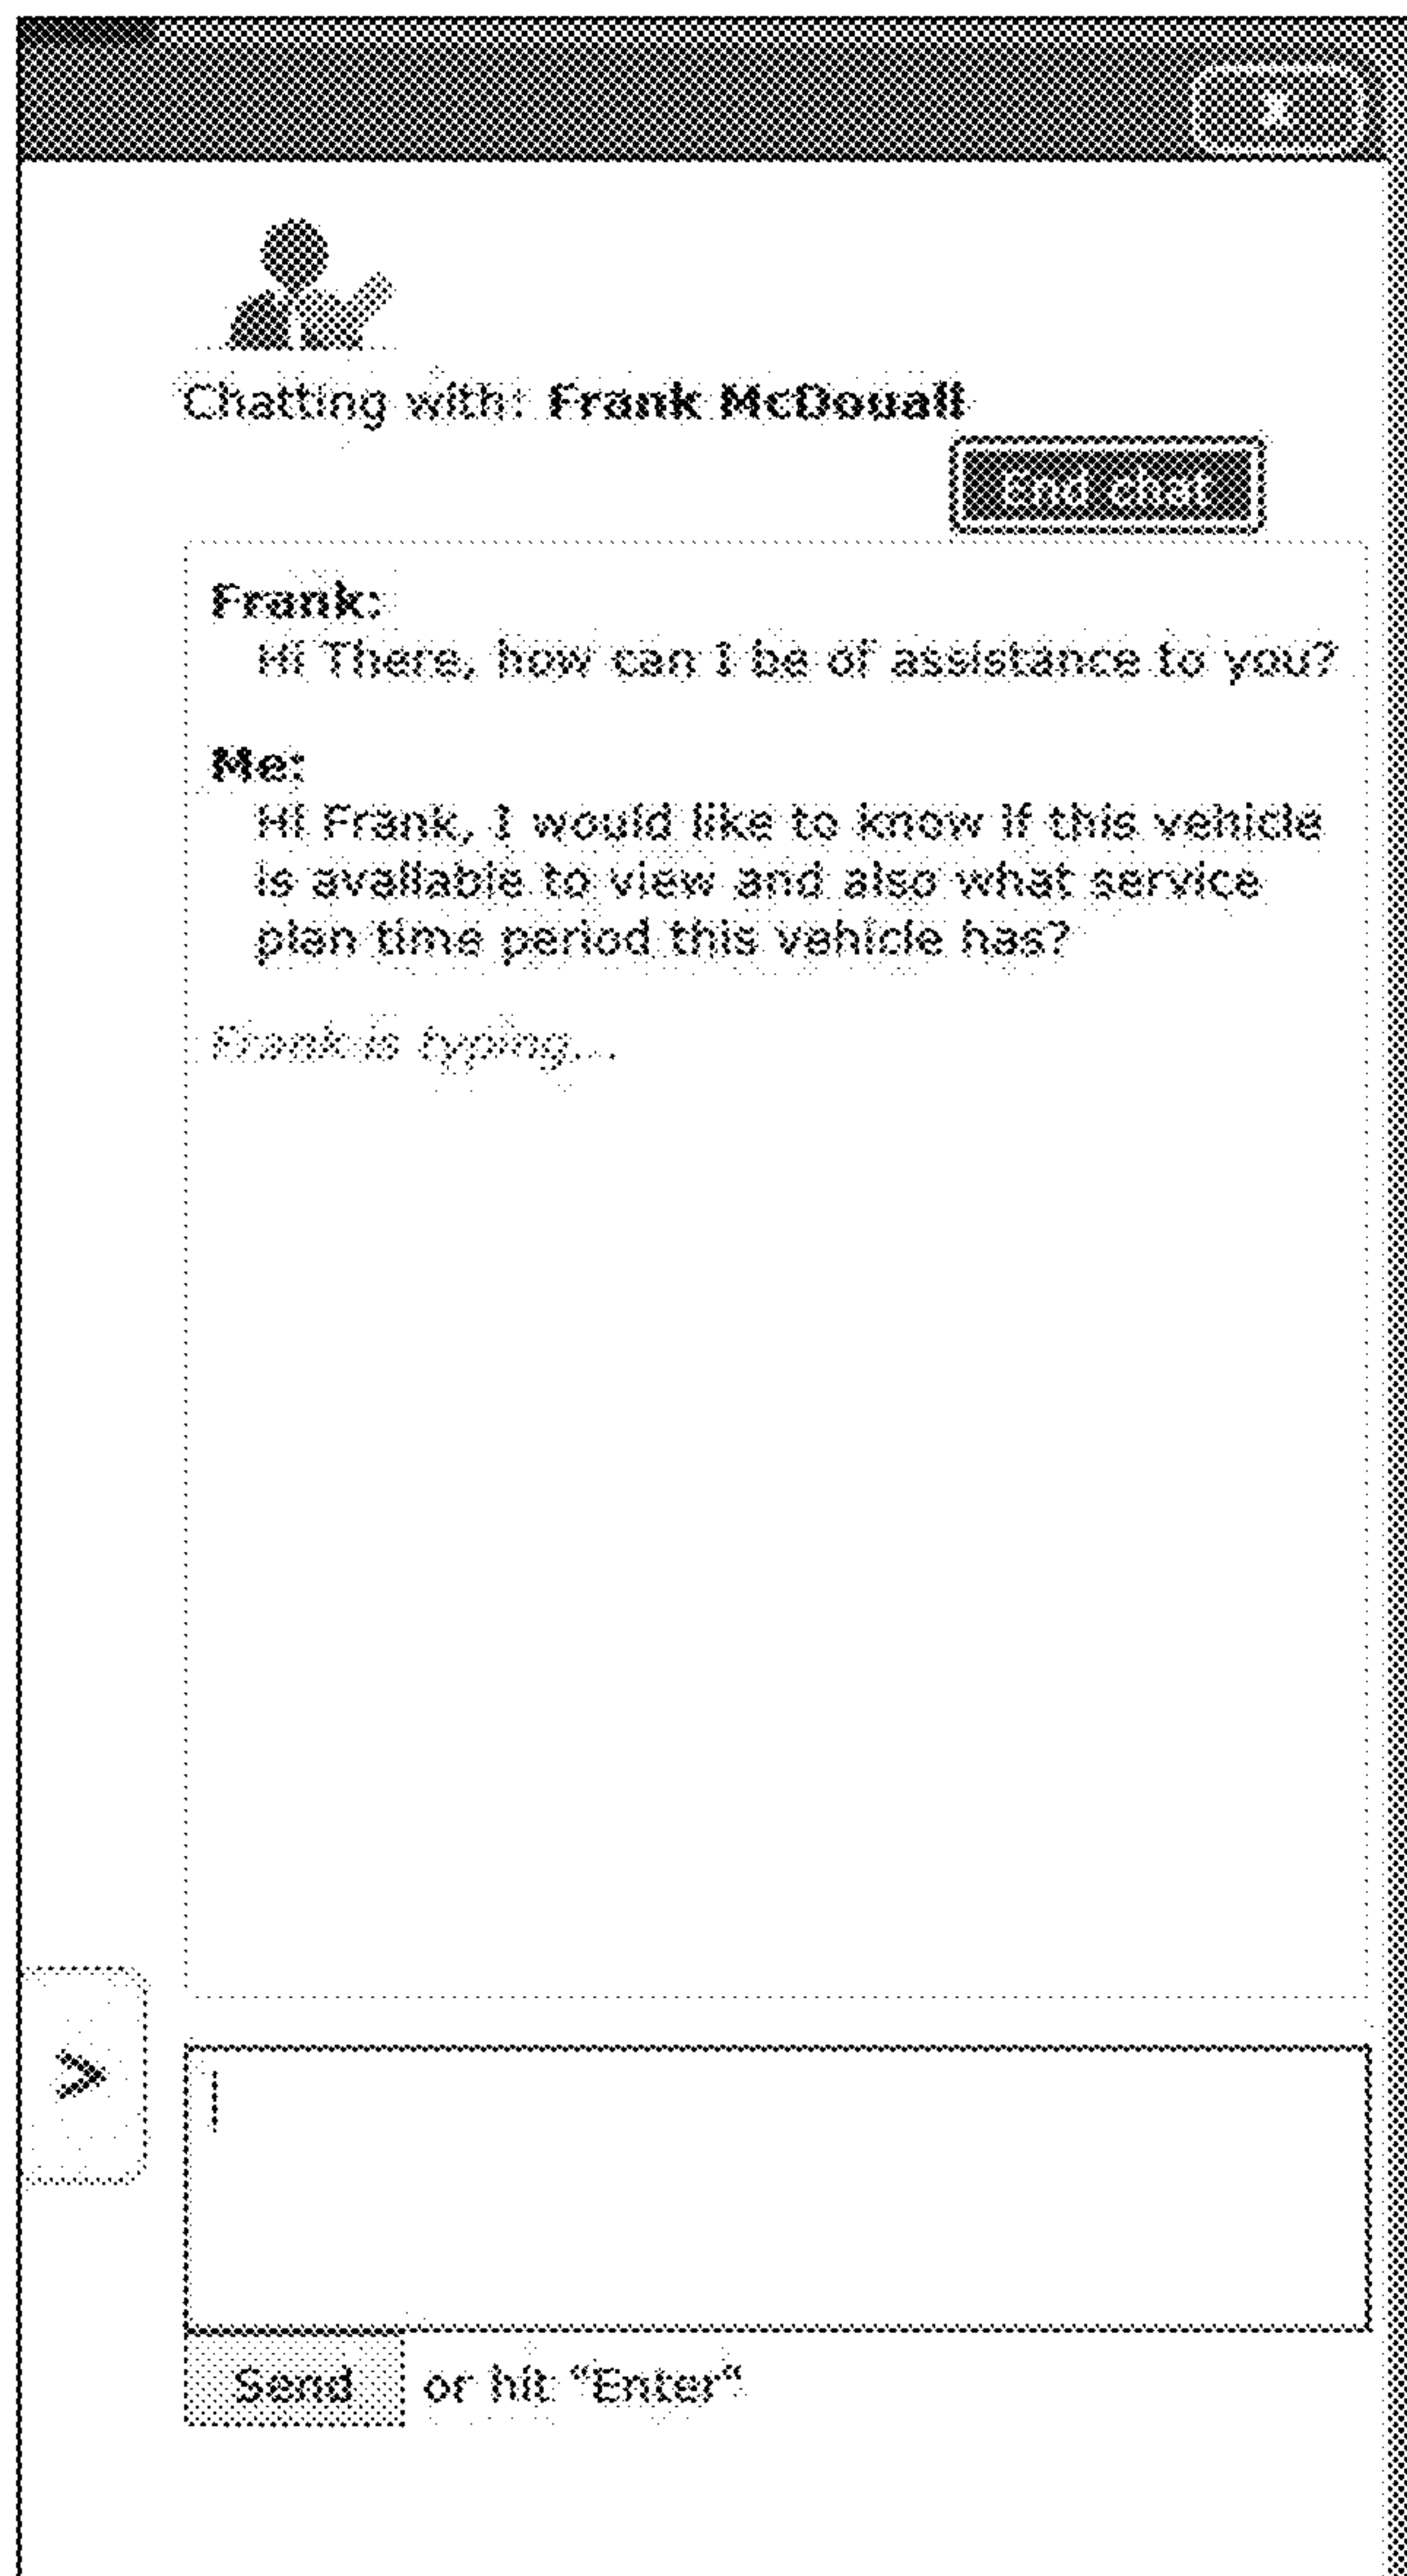 X
Chatting with: Frank McDouall
End chat
Frank:
Hi There, how can I be of assistance to you?
Me:
Hi Frank, I would like to know if this vehicle
is available to view and also what service
plan time period this vehicle has?
Frank is typing...
>
Send or hit “Enter“